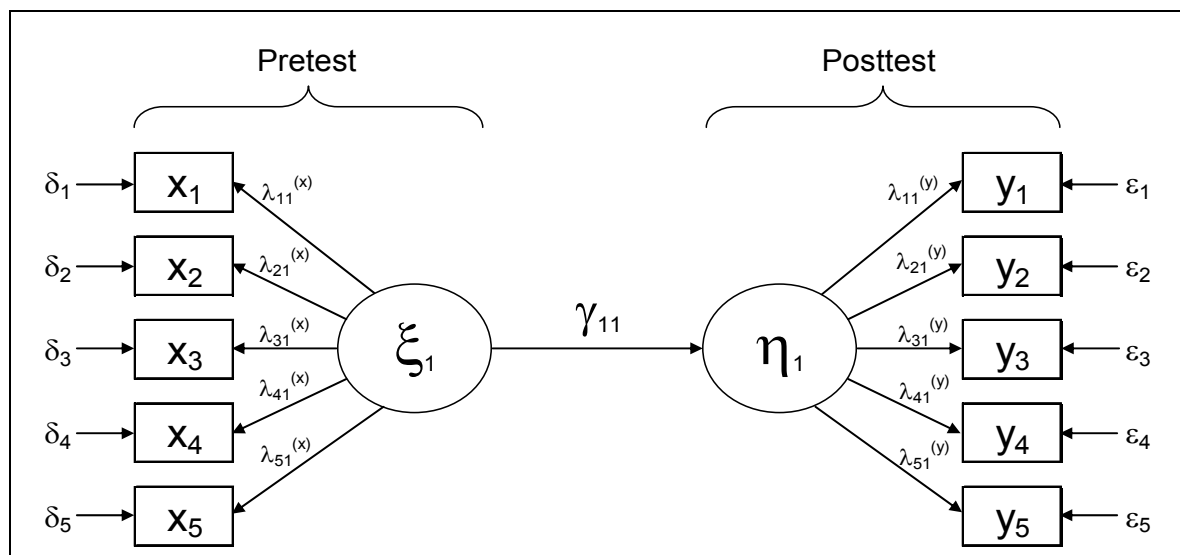 Pretest Posttest
δ₁ x₁ λ₁₁⁽ˣ⁾ λ₁₁⁽ʸ⁾ y₁ ε₁
δ₂ x₂ λ₂₁⁽ˣ⁾ λ₂₁⁽ʸ⁾ y₂ ε₂
δ₃ x₃ λ₃₁⁽ˣ⁾ ξ₁ γ₁₁ η₁ λ₃₁⁽ʸ⁾ y₃ ε₃
δ₄ x₄ λ₄₁⁽ˣ⁾ λ₄₁⁽ʸ⁾ y₄ ε₄
δ₅ x₅ λ₅₁⁽ˣ⁾ λ₅₁⁽ʸ⁾ y₅ ε₅